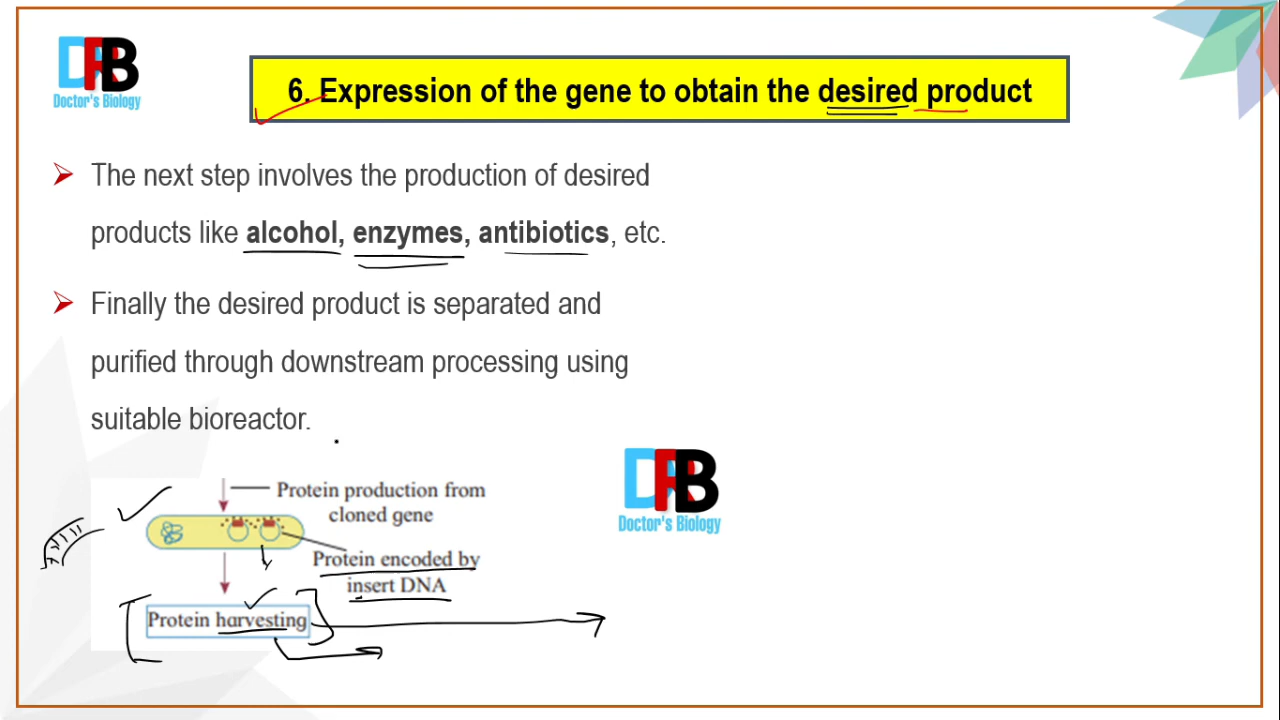 DRB
Doctor's Biology
6. Expression of the gene to obtain the desired product
The next step involves the production of desired
products like alcohol, enzymes, antibiotics, etc.
Finally the desired product is separated and
purified through downstream processing using
suitable bioreactor.
Protein production from
cloned gene
Protein encoded by
insert DNA
Protein harvesting
DRB
Doctor's Biology